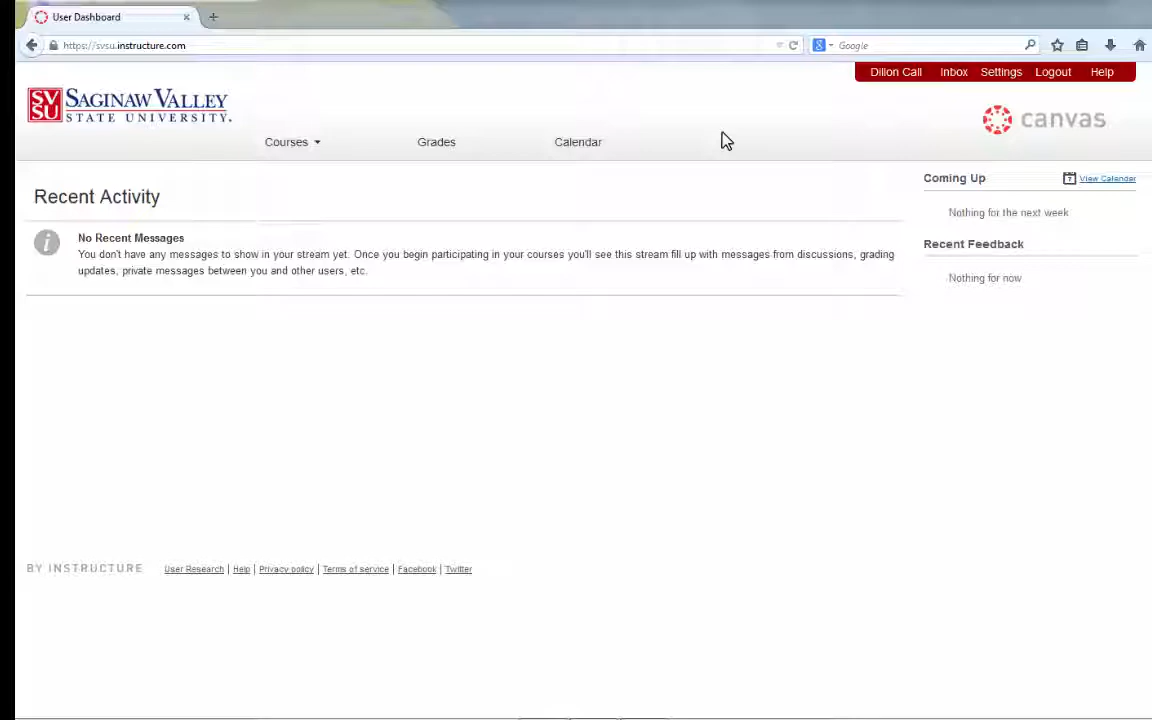 User Dashboard
https://svsu.instructure.com
Google
Dillon Call Inbox Settings Logout Help
SVSU SAGINAW VALLEY
STATE UNIVERSITY.
canvas
Courses Grades Calendar
Recent Activity
No Recent Messages
You don't have any messages to show in your stream yet. Once you begin participating in your courses you'll see this stream fill up with messages from discussions, grading
updates, private messages between you and other users, etc.
Coming Up View Calendar
Nothing for the next week
Recent Feedback
Nothing for now
BY INSTRUCTURE User Research | Help | Privacy policy | Terms of service | Facebook | Twitter